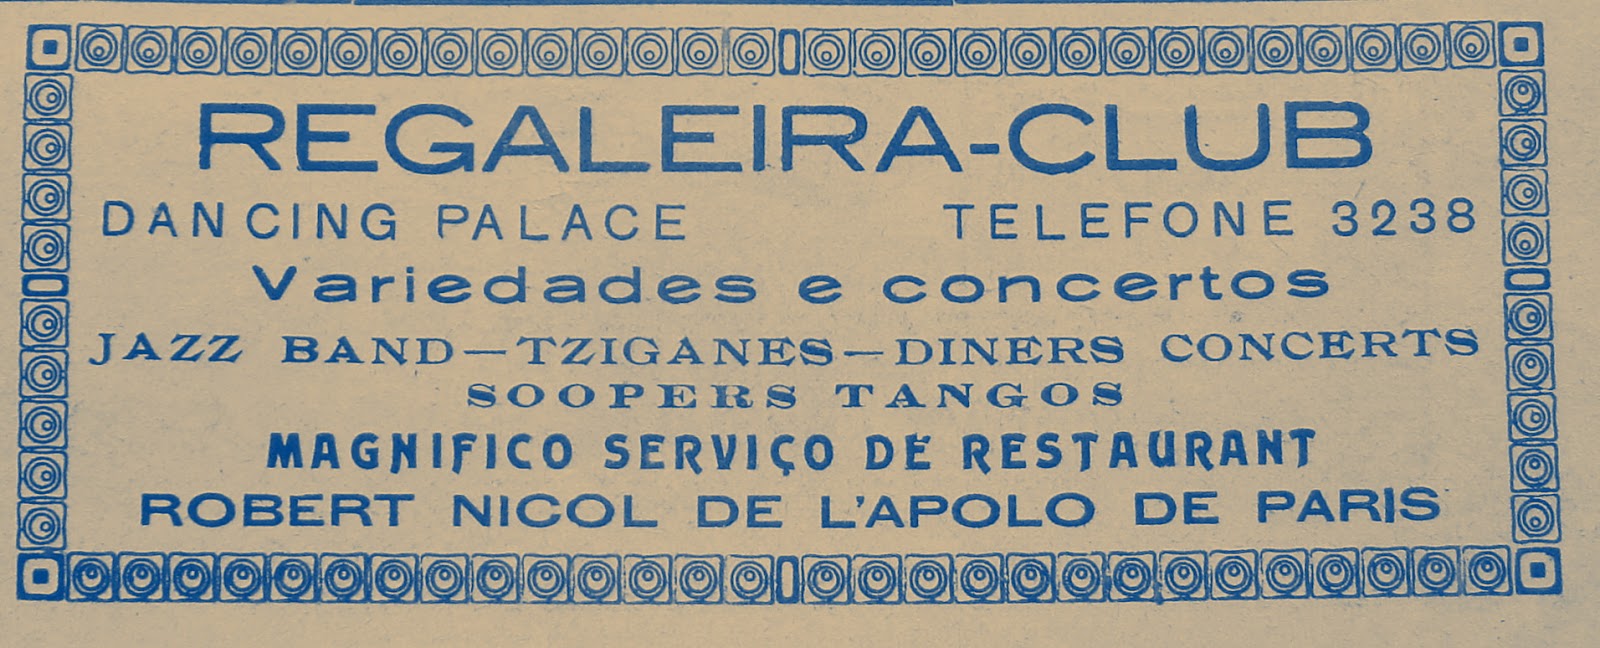 REGALEIRA-CLUB
DANCING PALACE TELEFONE 3238
Variedades e concertos
JAZZ BAND—TZIGANES—DINERS CONCERTS
SOOPERS TANGOS
MAGNIFICO SERVIÇO DE RESTAURANT
ROBERT NICOL DE L'APOLO DE PARIS